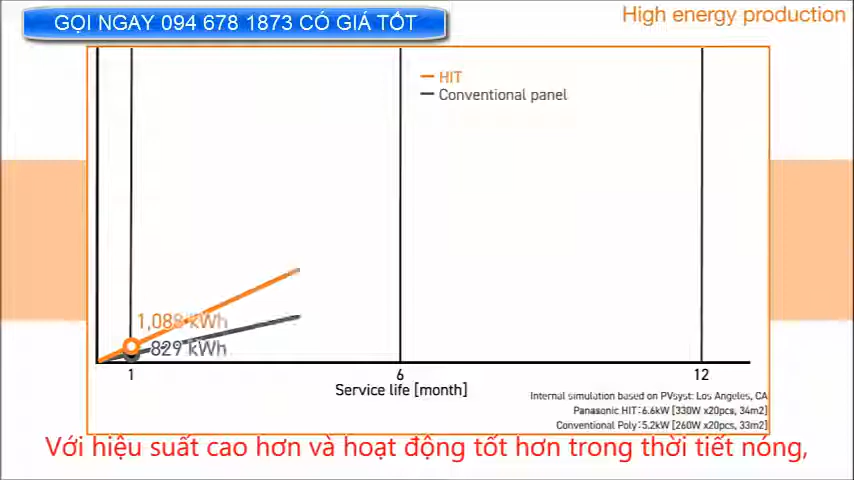 GỌI NGAY 094 678 1873 CÓ GIÁ TỐT
High energy production
HIT
Conventional panel
1,088 kWh
829 kWh
1
6
12
Service life [month]
Internal simulation based on PVsyst: Los Angeles, CA
Panasonic HIT:6.6kW [330W x20pcs, 34m2]
Conventional Poly:5.2kW [260W x20pcs, 33m2]
Với hiệu suất cao hơn và hoạt động tốt hơn trong thời tiết nóng,